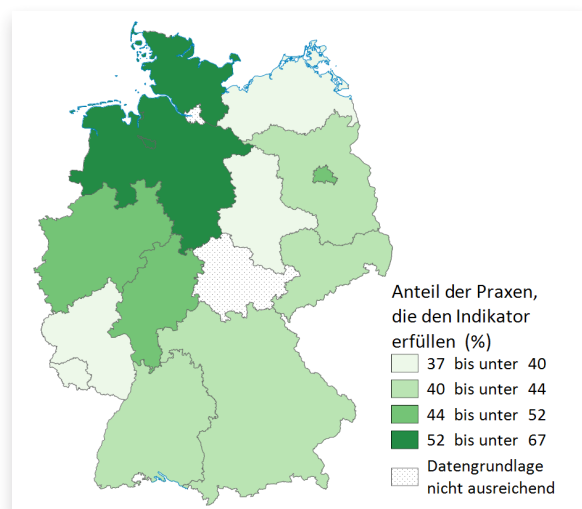 Anteil der Praxen,
die den Indikator
erfüllen (%)
37 bis unter 40
40 bis unter 44
44 bis unter 52
52 bis unter 67
Datengrundlage
nicht ausreichend